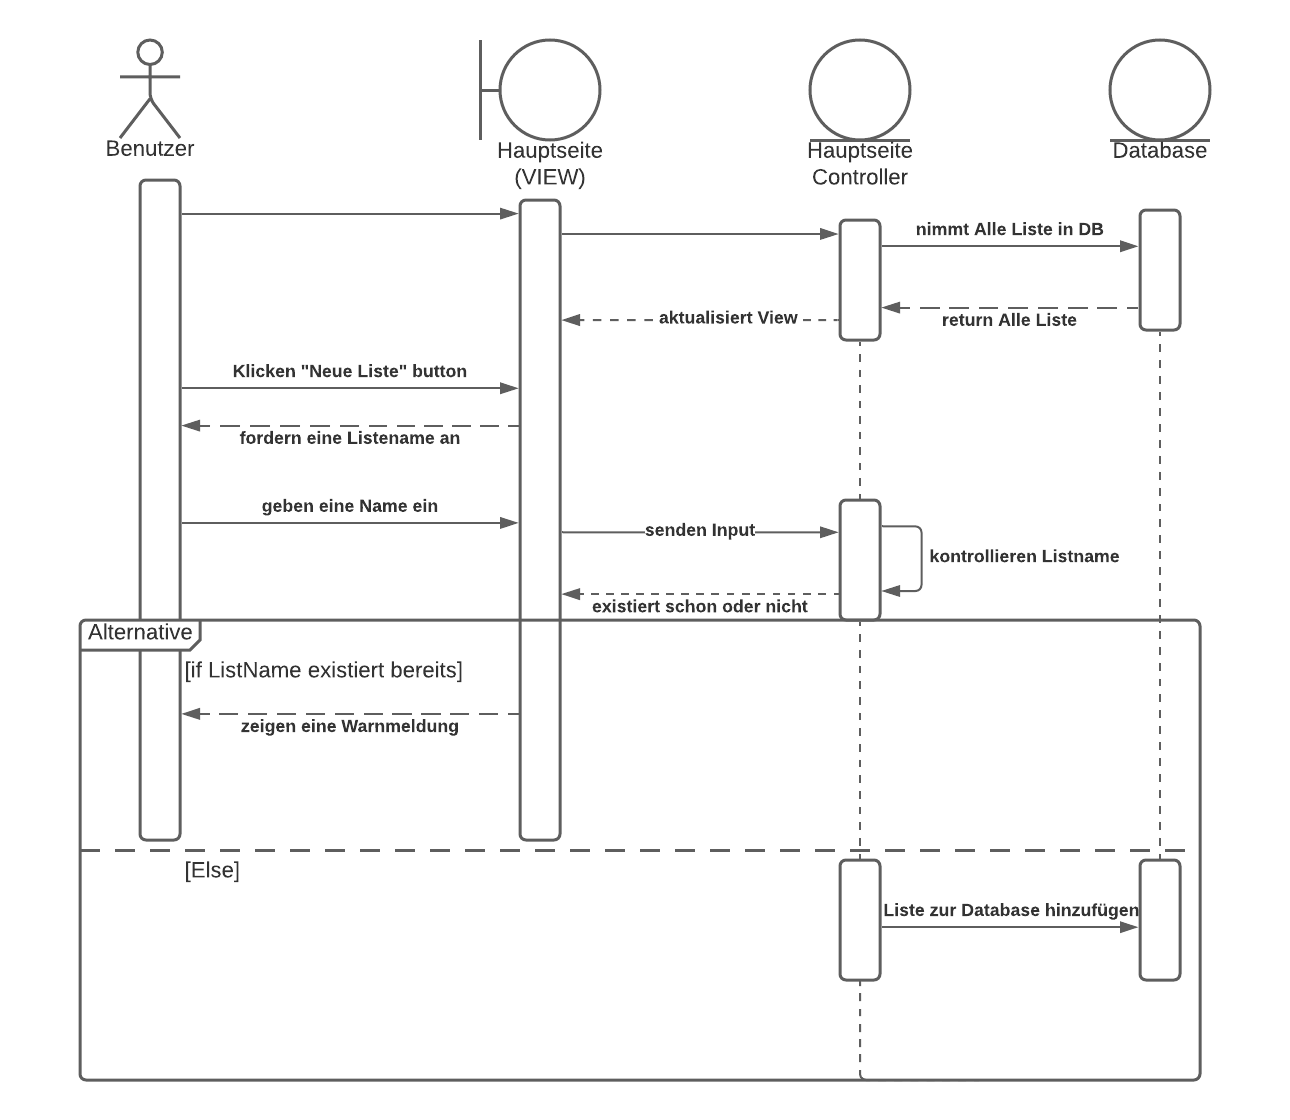 Benutzer
Hauptseite
(VIEW)
Hauptseite
Controller
Database
nimmt Alle Liste in DB
aktualisiert View
return Alle Liste
Klicken "Neue Liste" button
fordern eine Listename an
geben eine Name ein
senden Input
kontrollieren Listname
existiert schon oder nicht
Alternative
[if ListName existiert bereits]
zeigen eine Warnmeldung
[Else]
Liste zur Database hinzufügen